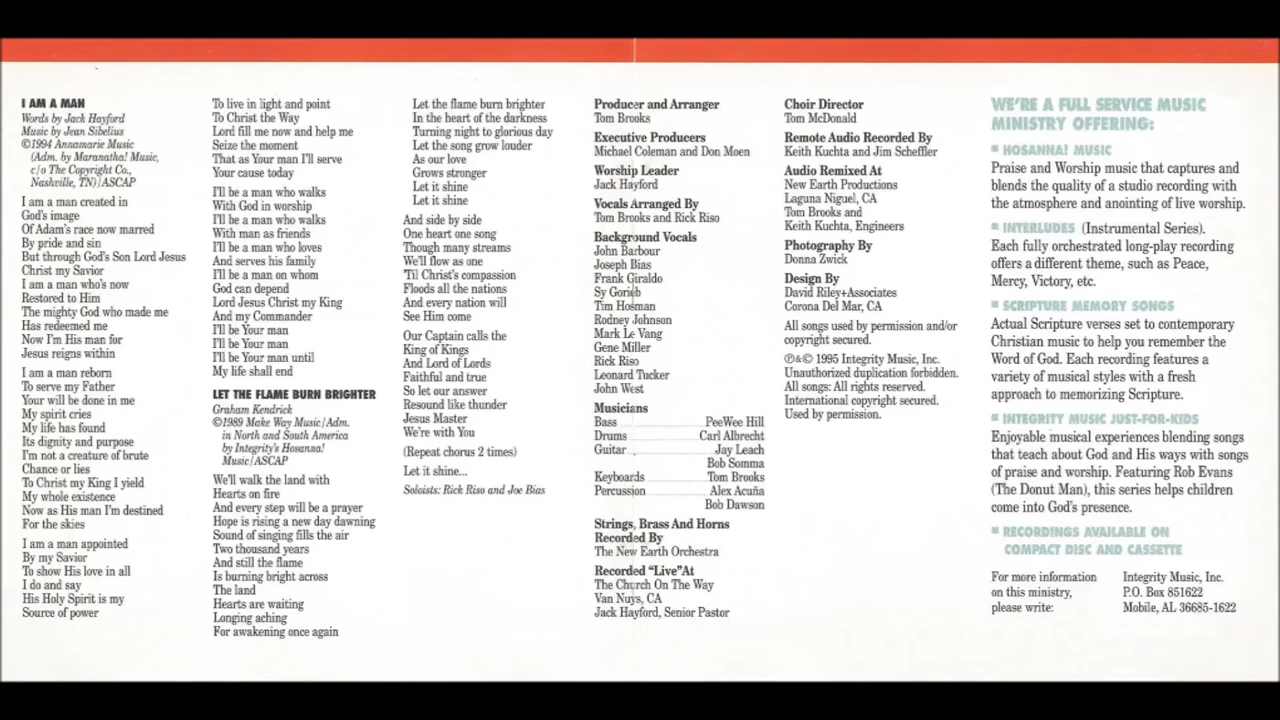 I AM A MAN
Words by Jack Hayford
Music by Jean Sibelius
©1994 Annamarie Music
(Adm. by Maranatha! Music,
c/o The Copyright Co.,
Nashville, TN)/ASCAP
I am a man created in
God's image
Of Adam's race now marred
By pride and sin
But through God's Son Lord Jesus
Christ my Savior
I am a man who's now
Restored to Him
The mighty God who made me
Has redeemed me
Now I'm His man for
Jesus reigns within
I am a man reborn
To serve my Father
Your will be done in me
My spirit cries
My life has found
Its dignity and purpose
I'm not a creature of brute
Chance or lies
To Christ my King I yield
My whole existence
Now as His man I'm destined
For the skies
I am a man appointed
By my Savior
To show His love in all
I do and say
His Holy Spirit is my
Source of power
To live in light and point
To Christ the Way
Lord fill me now and help me
Seize the moment
That as Your man I'll serve
Your cause today
I'll be a man who walks
With God in worship
I'll be a man who walks
With man as friends
I'll be a man who loves
And serves his family
I'll be a man on whom
God can depend
Lord Jesus Christ my King
And my Commander
I'll be Your man
I'll be Your man
I'll be Your man until
My life shall end
LET THE FLAME BURN BRIGHTER
Graham Kendrick
©1989 Make Way Music/Adm.
in North and South America
by Integrity's Hosanna!
Music/ASCAP
We'll walk the land with
Hearts on fire
And every step will be a prayer
Hope is rising a new day dawning
Sound of singing fills the air
Two thousand years
And still the flame
Is burning bright across
The land
Hearts are waiting
Longing aching
For awakening once again
Let the flame burn brighter
In the heart of the darkness
Turning night to glorious day
Let the song grow louder
As our love
Grows stronger
Let it shine
Let it shine
And side by side
One heart one song
Though many streams
We'll flow as one
'Til Christ's compassion
Floods all the nations
And every nation will
See Him come
Our Captain calls the
King of Kings
And Lord of Lords
Faithful and true
So let our answer
Resound like thunder
Jesus Master
We're with You
(Repeat chorus 2 times)
Let it shine...
Soloists: Rick Riso and Joe Bias
Producer and Arranger
Tom Brooks
Executive Producers
Michael Coleman and Don Moen
Worship Leader
Jack Hayford
Vocals Arranged By
Tom Brooks and Rick Riso
Background Vocals
John Barbour
Joseph Bias
Frank Giraldo
Sy Gorieb
Tim Hosman
Rodney Johnson
Mark Le Vang
Gene Miller
Rick Riso
Leonard Tucker
John West
Musicians
Bass PeeWee Hill
Drums Carl Albrecht
Guitar Jay Leach
Bob Somma
Keyboards Tom Brooks
Percussion Alex Acuña
Bob Dawson
Strings, Brass And Horns
Recorded By
The New Earth Orchestra
Recorded "Live"At
The Church On The Way
Van Nuys, CA
Jack Hayford, Senior Pastor
Choir Director
Tom McDonald
Remote Audio Recorded By
Keith Kuchta and Jim Scheffler
Audio Remixed At
New Earth Productions
Laguna Niguel, CA
Tom Brooks and
Keith Kuchta, Engineers
Photography By
Donna Zwick
Design By
David Riley+Associates
Corona Del Mar, CA
All songs used by permission and/or
copyright secured.
℗&© 1995 Integrity Music, Inc.
Unauthorized duplication forbidden.
All songs: All rights reserved.
International copyright secured.
Used by permission.
WE'RE A FULL SERVICE MUSIC
MINISTRY OFFERING:
■ HOSANNA! MUSIC
Praise and Worship music that captures and
blends the quality of a studio recording with
the atmosphere and anointing of live worship.
■ INTERLUDES (Instrumental Series).
Each fully orchestrated long-play recording
offers a different theme, such as Peace,
Mercy, Victory, etc.
■ SCRIPTURE MEMORY SONGS
Actual Scripture verses set to contemporary
Christian music to help you remember the
Word of God. Each recording features a
variety of musical styles with a fresh
approach to memorizing Scripture.
■ INTEGRITY MUSIC JUST-FOR-KIDS
Enjoyable musical experiences blending songs
that teach about God and His ways with songs
of praise and worship. Featuring Rob Evans
(The Donut Man), this series helps children
come into God's presence.
■ RECORDINGS AVAILABLE ON
COMPACT DISC AND CASSETTE
For more information
on this ministry,
please write:
Integrity Music, Inc.
P.O. Box 851622
Mobile, AL 36685-1622